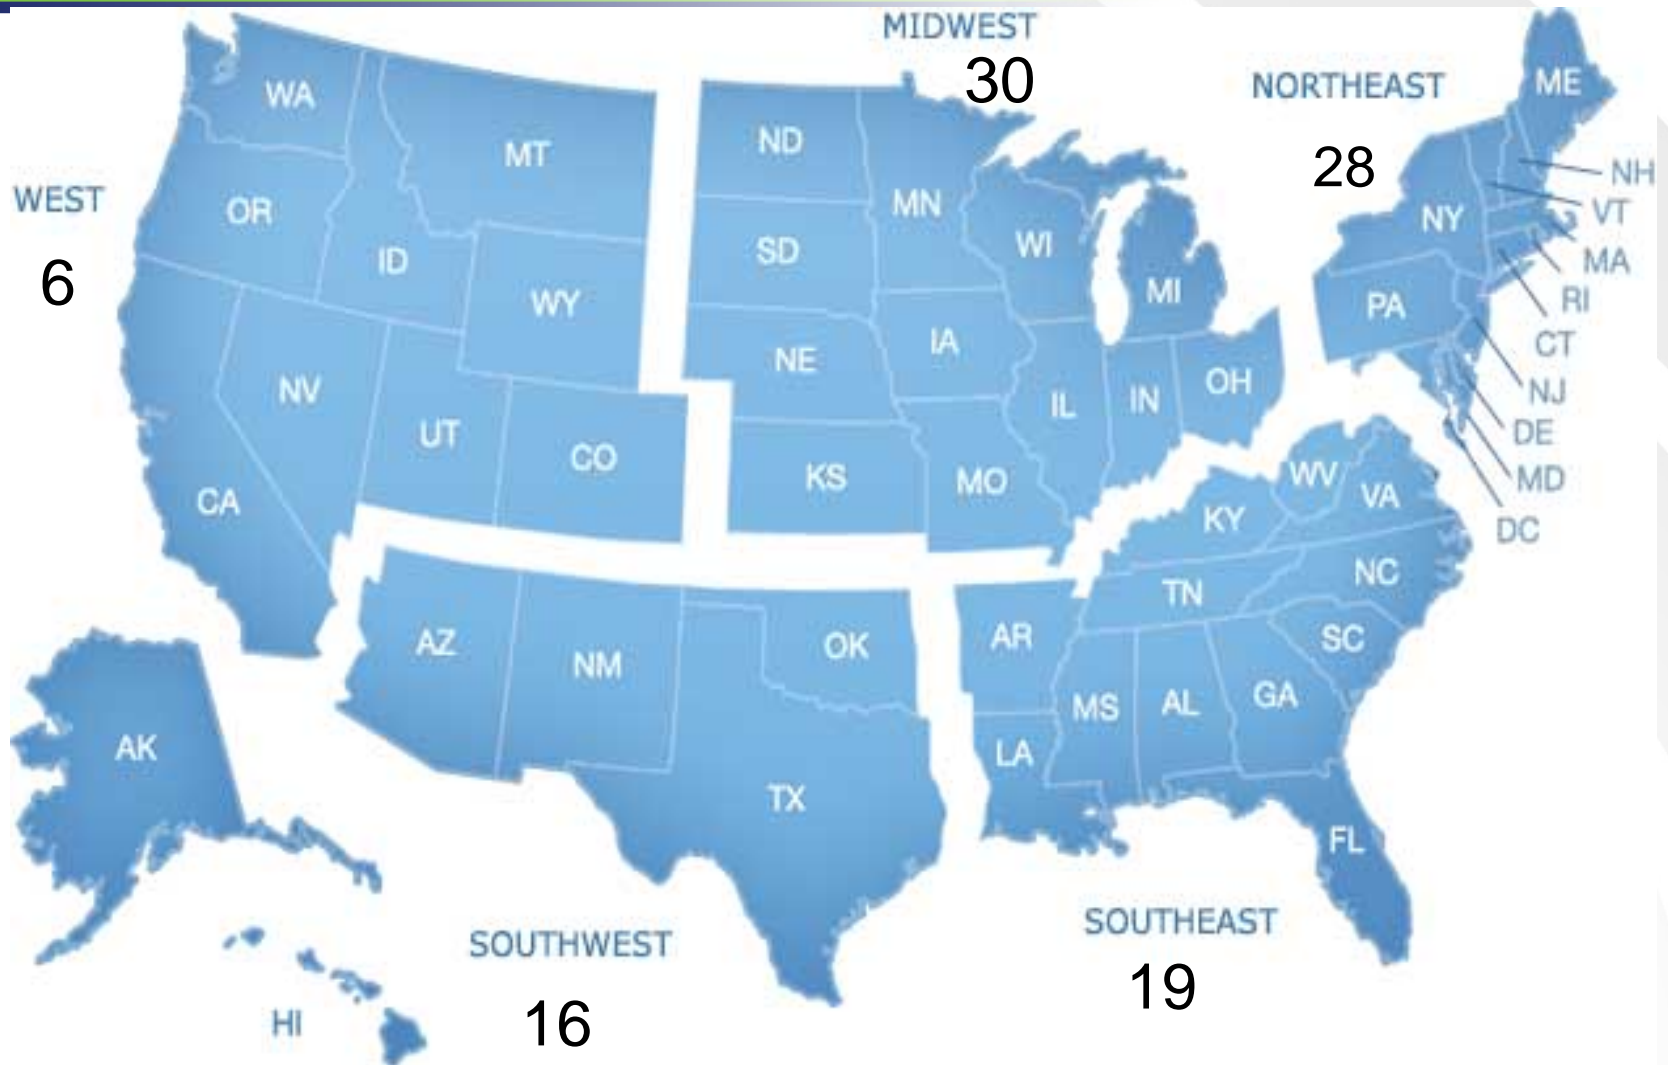 MIDWEST
30
NORTHEAST
28
WEST
6
WA
MT
OR
ID
WY
NV
UT
CO
CA
AK
HI
ND
SD
NE
KS
MN
IA
MO
WI
IL
MI
IN
OH
ME
NH
VT
NY
MA
RI
PA
CT
NJ
DE
MD
DC
WV
VA
KY
NC
TN
SC
AR
MS
AL
GA
LA
FL
AZ
NM
OK
TX
SOUTHWEST
16
SOUTHEAST
19